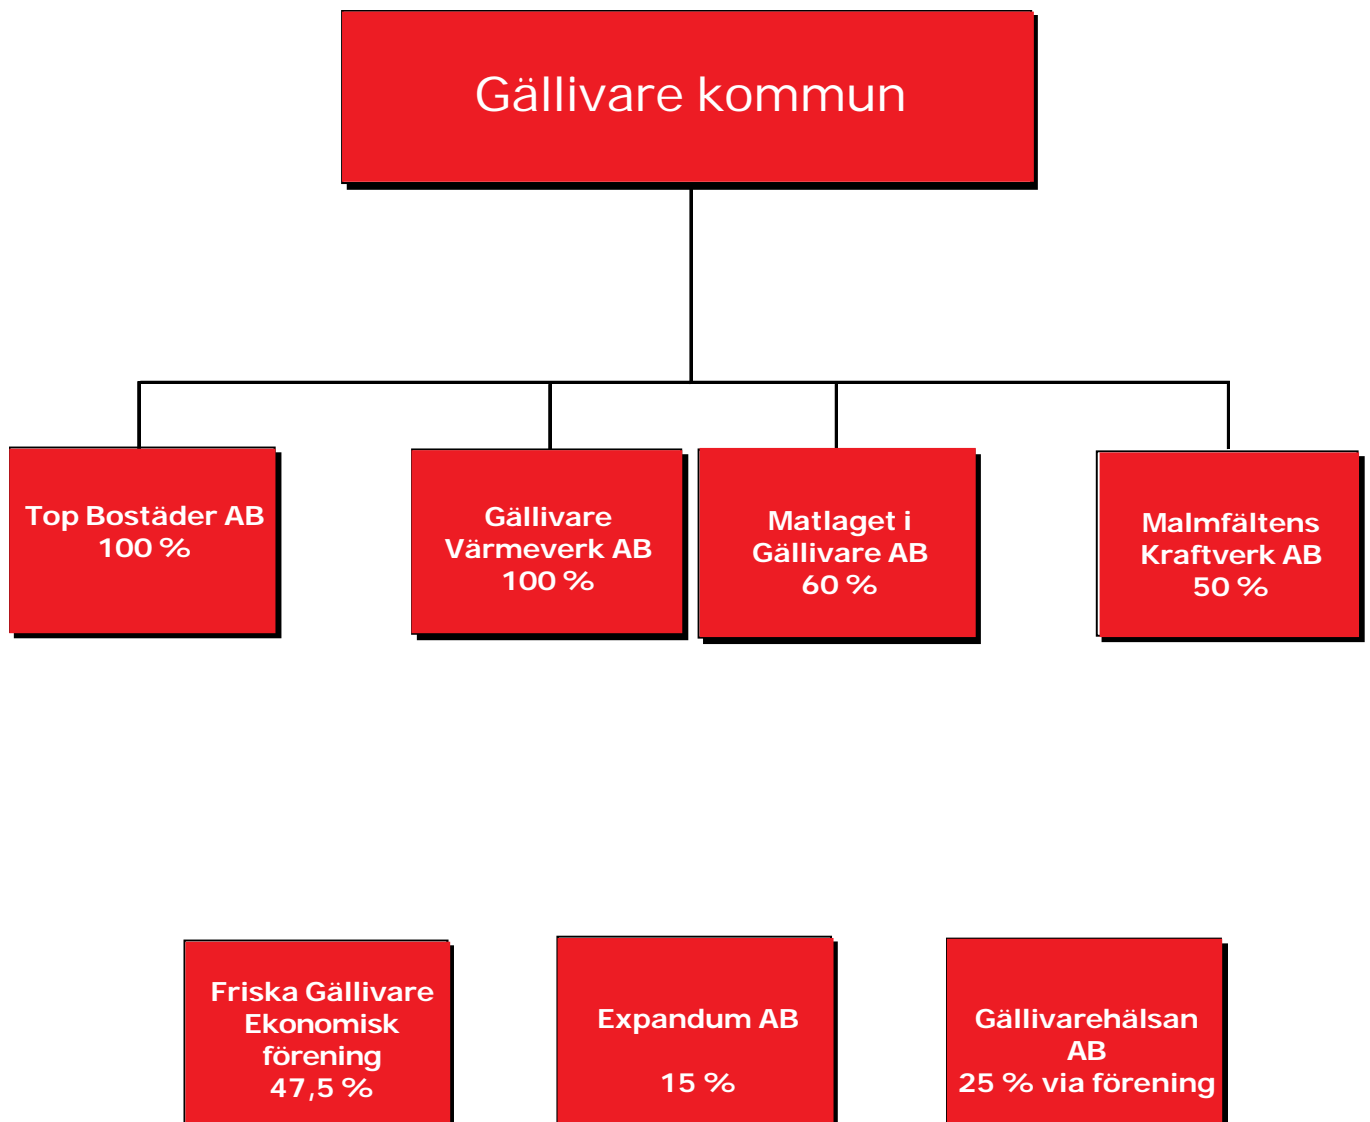 Gällivare kommun
Top Bostäder AB
100 %
Gällivare
Värmeverk AB
100 %
Matlaget i
Gällivare AB
60 %
Malmfältens
Kraftverk AB
50 %
Friska Gällivare
Ekonomisk
förening
47,5 %
Expandum AB
15 %
Gällivarehälsan
AB
25 % via förening